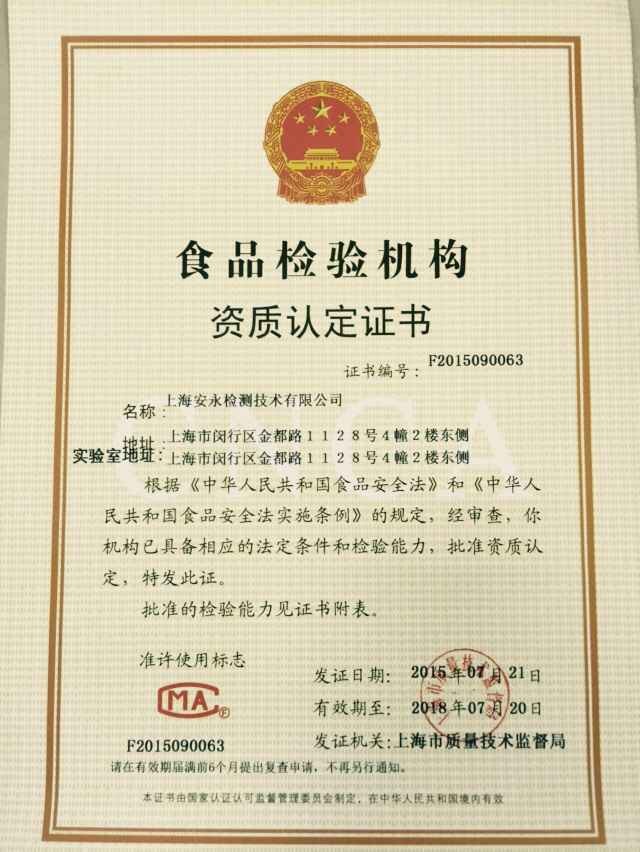 食品检验机构
资质认定证书
证书编号：F2015090063
名称：上海安永检测技术有限公司
地址：上海市闵行区金都路１１２８号４幢２楼东侧
实验室地址：上海市闵行区金都路１１２８号４幢２楼东侧
根据《中华人民共和国食品安全法》和《中华人
民共和国食品安全法实施条例》的规定，经审查，你
机构已具备相应的法定条件和检验能力，批准资质认
定，特发此证。
批准的检验能力见证书附表。
准许使用标志
CMA®
F2015090063
发证日期：2015年07月21日
有效期至：2018年07月20日
发证机关：上海市质量技术监督局
请在有效期届满前6个月提出复查申请，不再另行通知。
本证书由国家认证认可监督管理委员会制定，在中华人民共和国境内有效